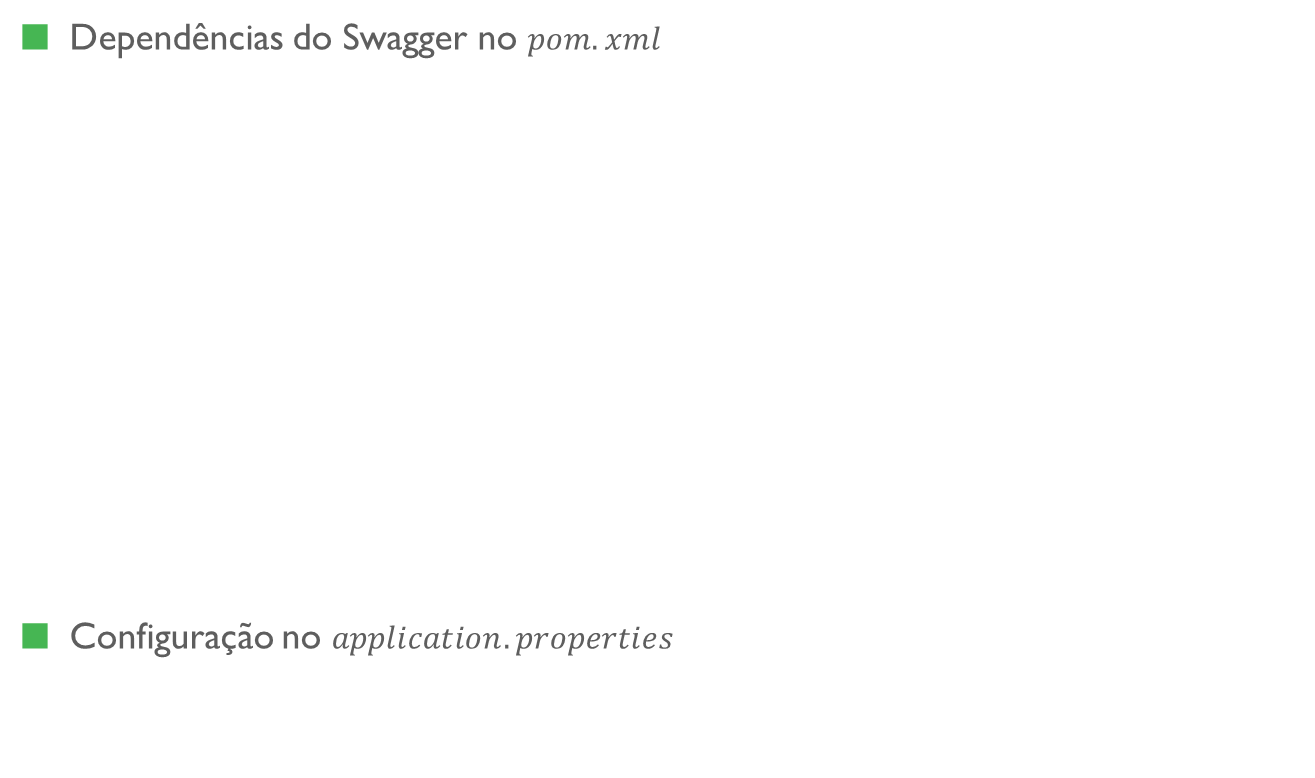 Dependências do Swagger no pom.xml
Configuração no application.properties